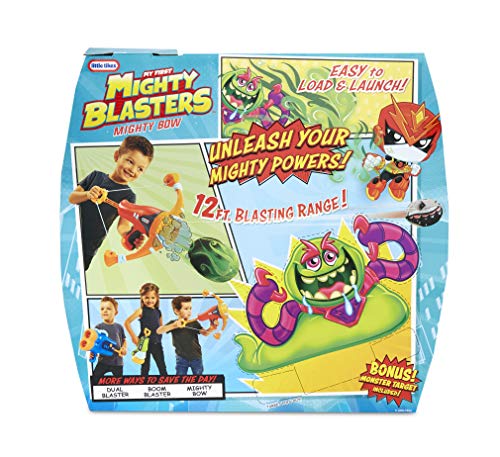 little tikes
MY FIRST
MIGHTY
BLASTERS
MIGHTY BOW
EASY to
LOAD & LAUNCH!
UNLEASH YOUR
MIGHTY POWERS!
12 FT. BLASTING RANGE!
MORE WAYS TO SAVE THE DAY!
DUAL
BLASTER
BOOM
BLASTER
MIGHTY
BOW
BONUS!
MONSTER TARGET
INCLUDED!